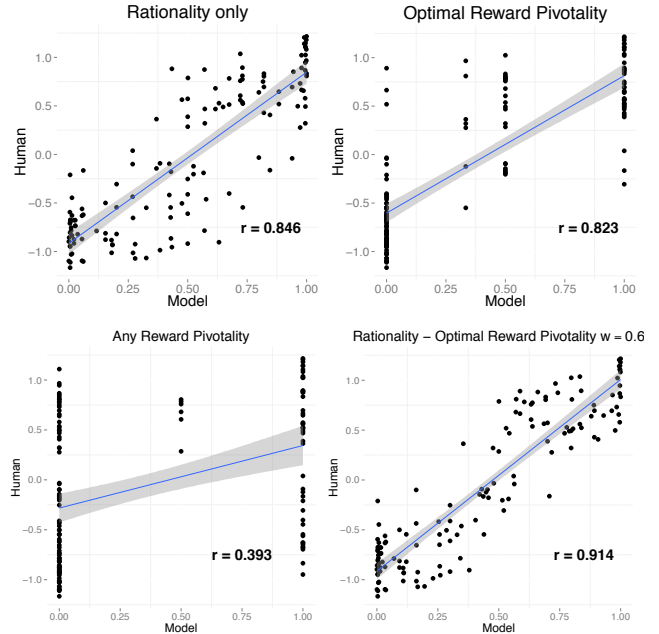 Rationality only
Human
1.0
0.5
0.0
−0.5
−1.0
r = 0.846
0.00 0.25 0.50 0.75 1.00
Model
Optimal Reward Pivotality
Human
1.0
0.5
0.0
−0.5
−1.0
r = 0.823
0.00 0.25 0.50 0.75 1.00
Model
Any Reward Pivotality
Human
1.0
0.5
0.0
−0.5
−1.0
r = 0.393
0.00 0.25 0.50 0.75 1.00
Model
Rationality − Optimal Reward Pivotality w = 0.6
Human
1.0
0.5
0.0
−0.5
−1.0
r = 0.914
0.00 0.25 0.50 0.75 1.00
Model